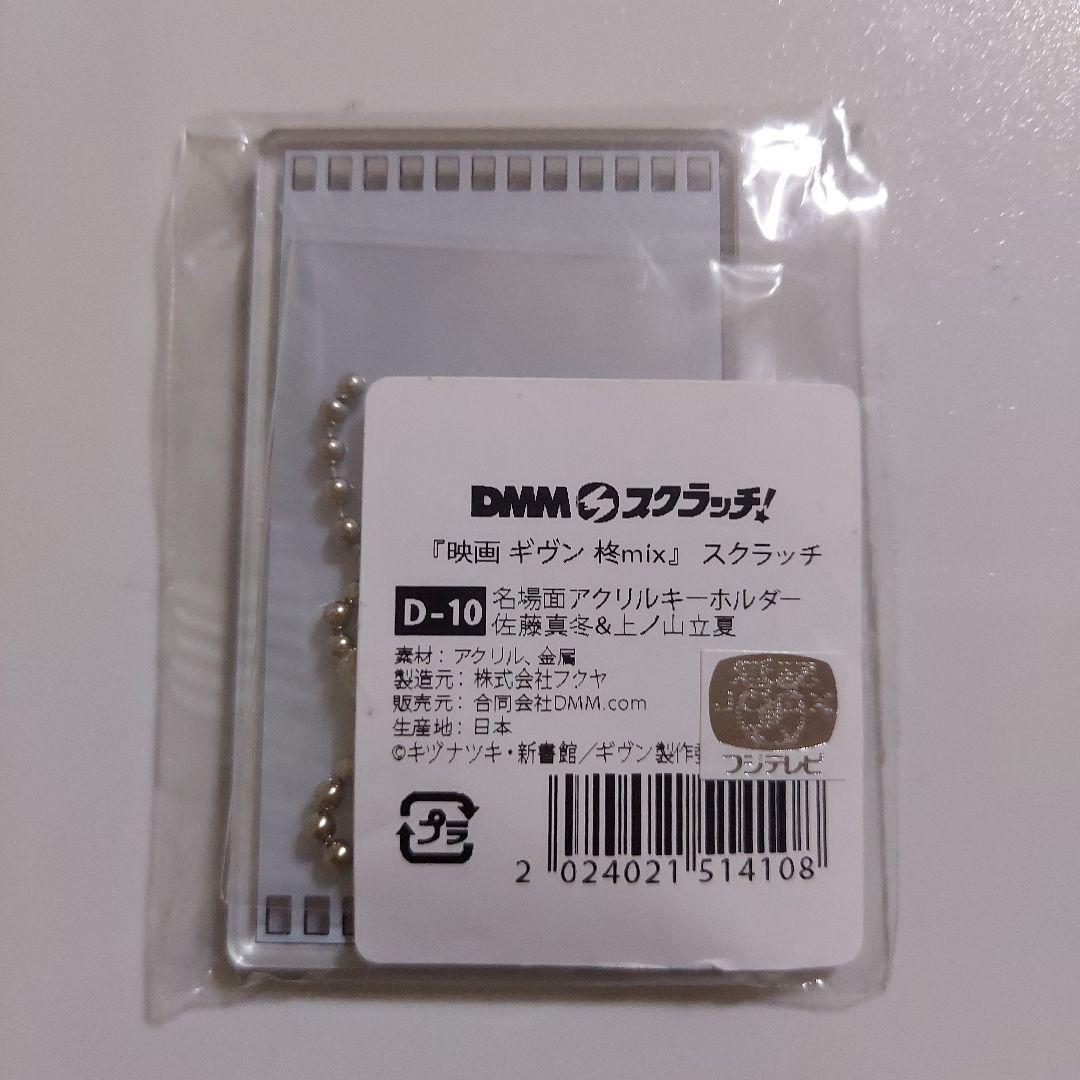 DMM スクラッチ!
『映画 ギヴン 柊mix』 スクラッチ
D-10 名場面アクリルキーホルダー
佐藤真冬&上ノ山立夏
素材：アクリル、金属
製造元：株式会社フクヤ
販売元：合同会社DMM.com
生産地：日本
©キヅナツキ・新書館／ギヴン製作
フジテレビ
プラ
2 024021 514108